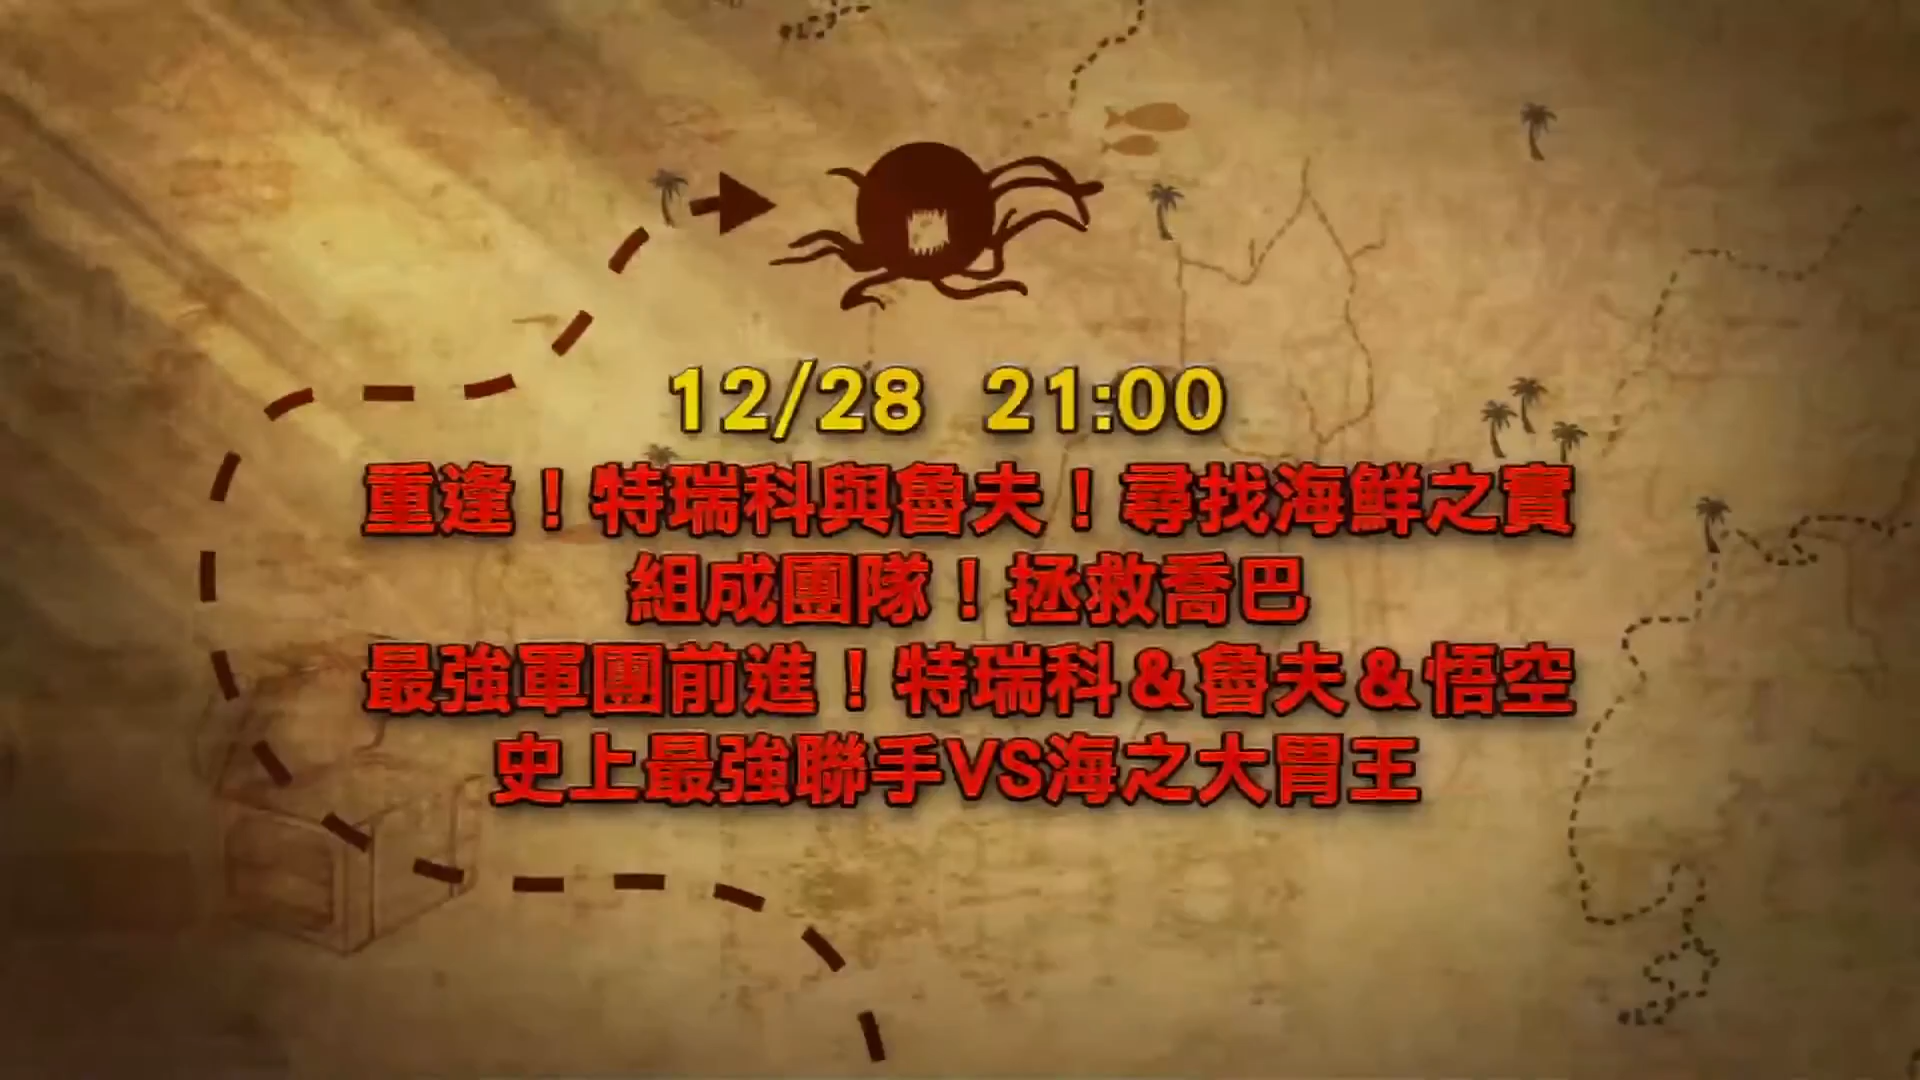 12/28 21:00
重逢！特瑞科與魯夫！尋找海鮮之寶
組成團隊！拯救喬巴
最強軍團前進！特瑞科＆魯夫＆悟空
史上最強聯手VS海之大胃王